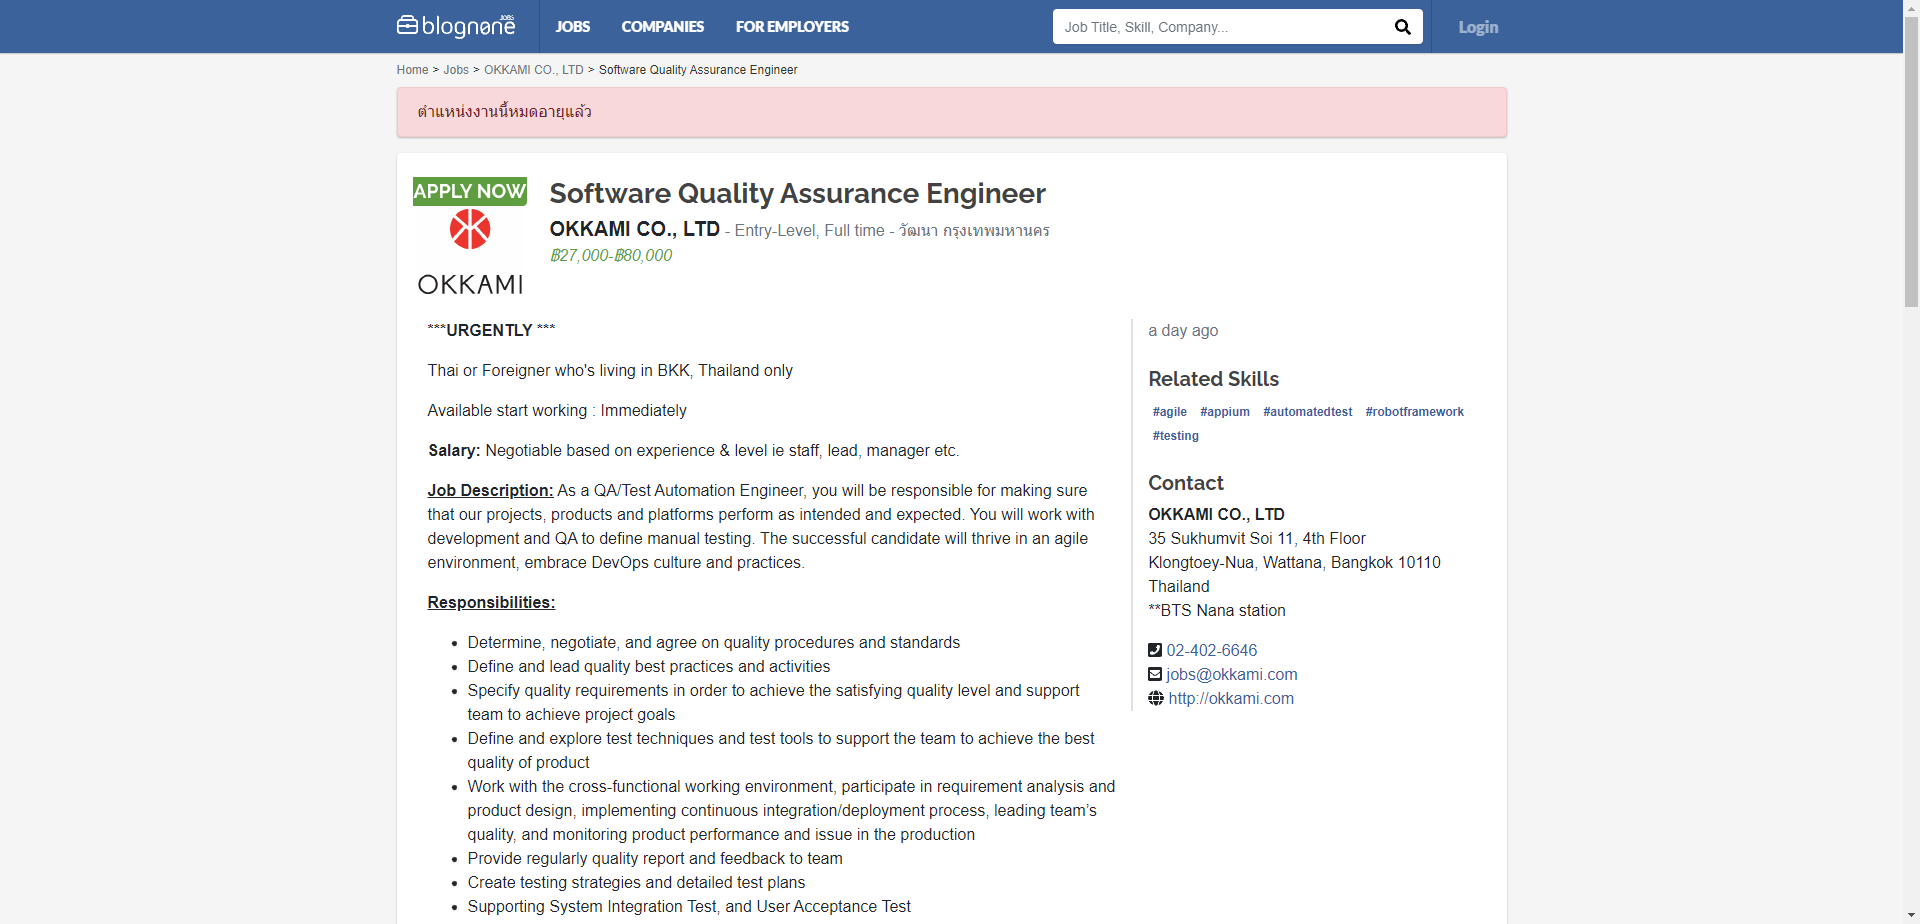 blognone JOBS
JOBS COMPANIES FOR EMPLOYERS
Job Title, Skill, Company...
Login
Home > Jobs > OKKAMI CO., LTD > Software Quality Assurance Engineer
ตำแหน่งงานนี้หมดอายุแล้ว
APPLY NOW
OKKAMI
Software Quality Assurance Engineer
OKKAMI CO., LTD - Entry-Level, Full time - วัฒนา กรุงเทพมหานคร
฿27,000-฿80,000
***URGENTLY ***
Thai or Foreigner who's living in BKK, Thailand only
Available start working : Immediately
Salary: Negotiable based on experience & level ie staff, lead, manager etc.
Job Description: As a QA/Test Automation Engineer, you will be responsible for making sure
that our projects, products and platforms perform as intended and expected. You will work with
development and QA to define manual testing. The successful candidate will thrive in an agile
environment, embrace DevOps culture and practices.
Responsibilities:
• Determine, negotiate, and agree on quality procedures and standards
• Define and lead quality best practices and activities
• Specify quality requirements in order to achieve the satisfying quality level and support
team to achieve project goals
• Define and explore test techniques and test tools to support the team to achieve the best
quality of product
• Work with the cross-functional working environment, participate in requirement analysis and
product design, implementing continuous integration/deployment process, leading team’s
quality, and monitoring product performance and issue in the production
• Provide regularly quality report and feedback to team
• Create testing strategies and detailed test plans
• Supporting System Integration Test, and User Acceptance Test
a day ago
Related Skills
#agile #appium #automatedtest #robotframework
#testing
Contact
OKKAMI CO., LTD
35 Sukhumvit Soi 11, 4th Floor
Klongtoey-Nua, Wattana, Bangkok 10110
Thailand
**BTS Nana station
02-402-6646
jobs@okkami.com
http://okkami.com